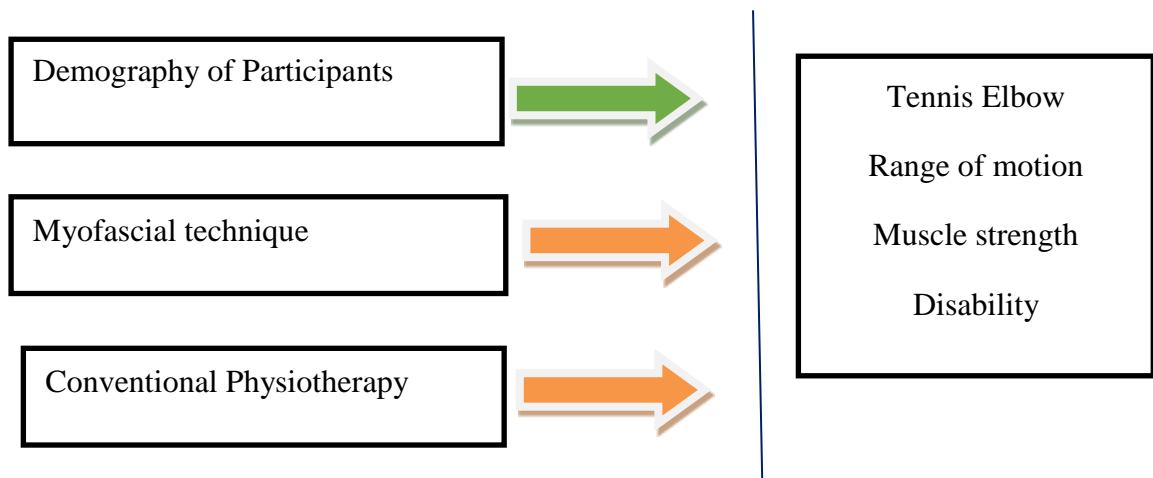 Demography of Participants
Myofascial technique
Conventional Physiotherapy
Tennis Elbow
Range of motion
Muscle strength
Disability